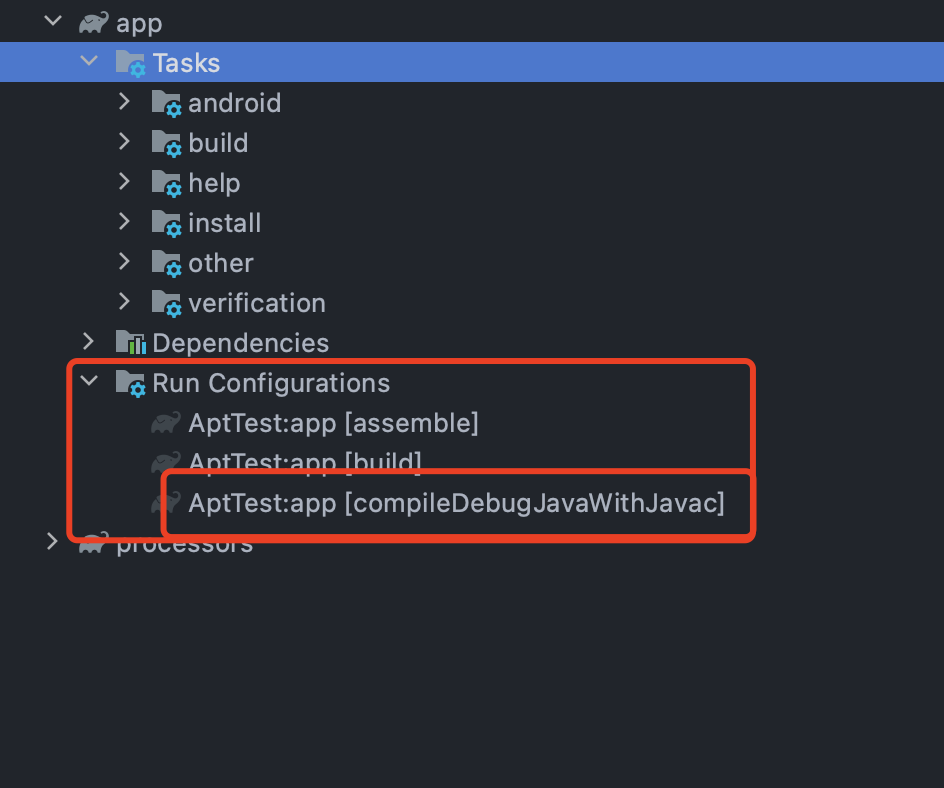 app
Tasks
android
build
help
install
other
verification
Dependencies
Run Configurations
AptTest:app [assemble]
AptTest:app [build]
AptTest:app [compileDebugJavaWithJavac]
processors